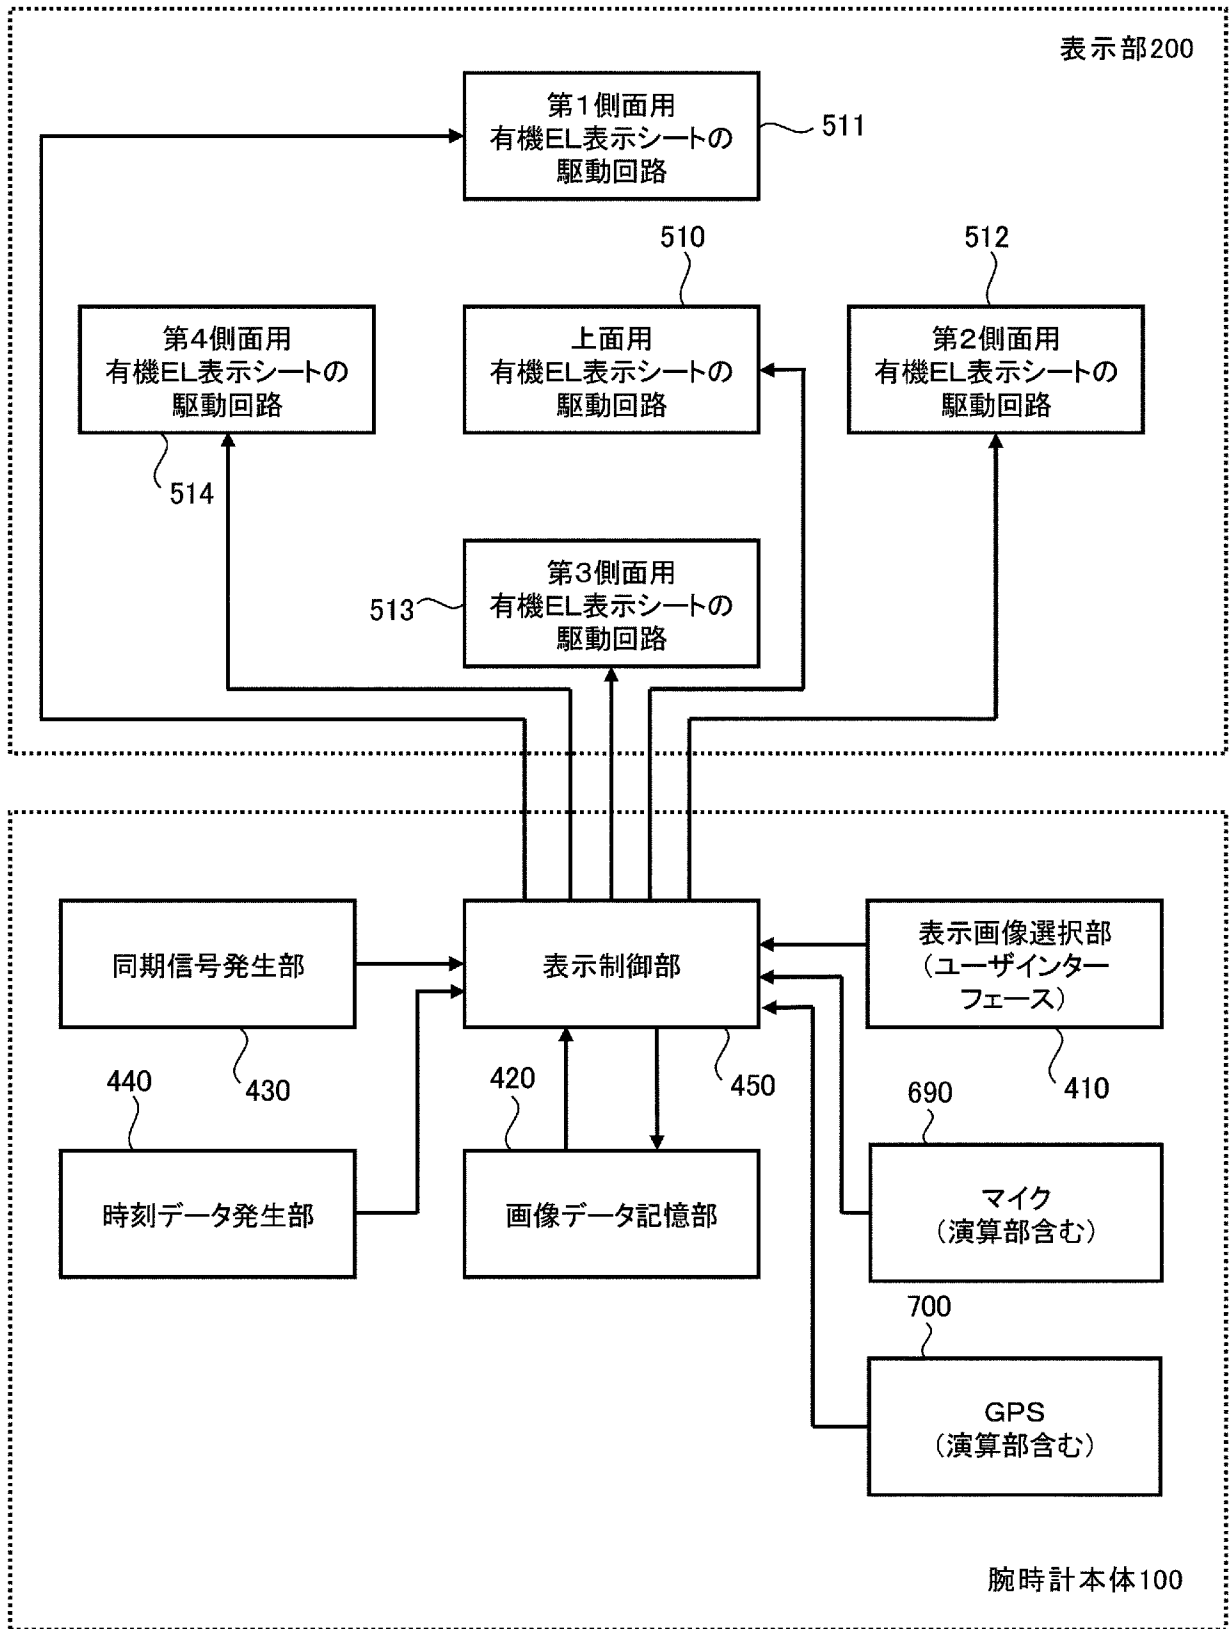 表示部200
第１側面用
有機ＥＬ表示シートの
駆動回路
511
510
512
第４側面用
有機ＥＬ表示シートの
駆動回路
上面用
有機ＥＬ表示シートの
駆動回路
第２側面用
有機ＥＬ表示シートの
駆動回路
514
第３側面用
有機ＥＬ表示シートの
駆動回路
513
同期信号発生部
表示制御部
表示画像選択部
（ユーザインター
フェース）
440
430
420
450
410
690
時刻データ発生部
画像データ記憶部
マイク
（演算部含む）
700
ＧＰＳ
（演算部含む）
腕時計本体100